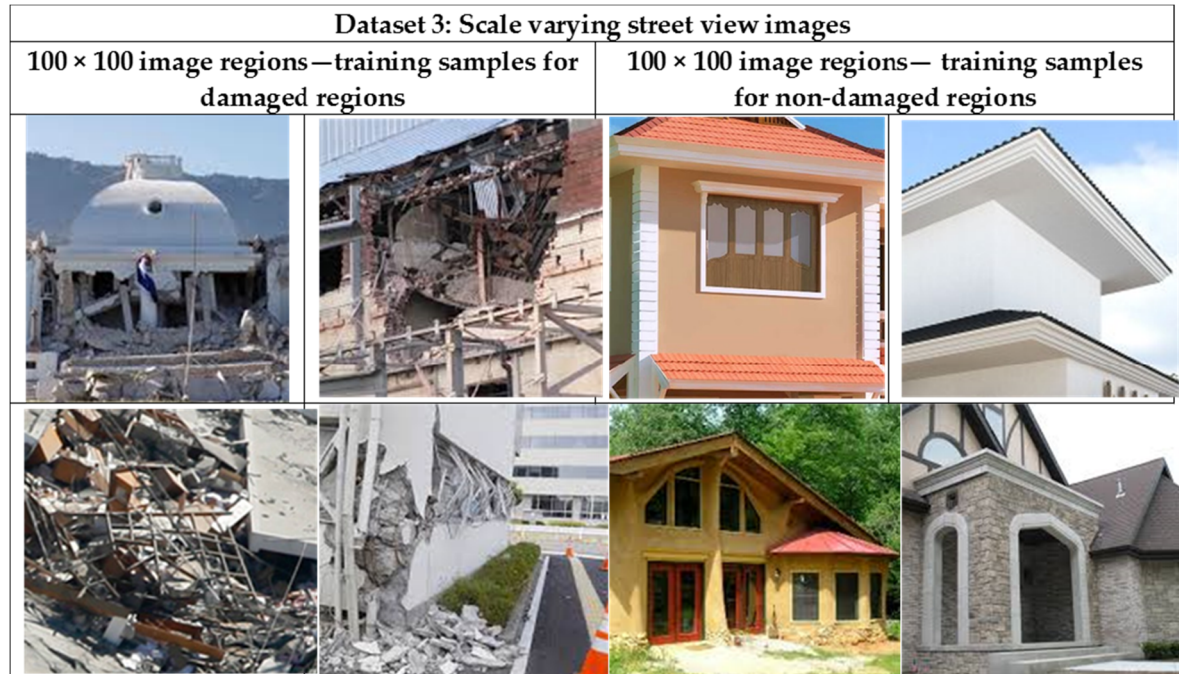 Dataset 3: Scale varying street view images
100 × 100 image regions—training samples for
damaged regions
100 × 100 image regions— training samples
for non-damaged regions